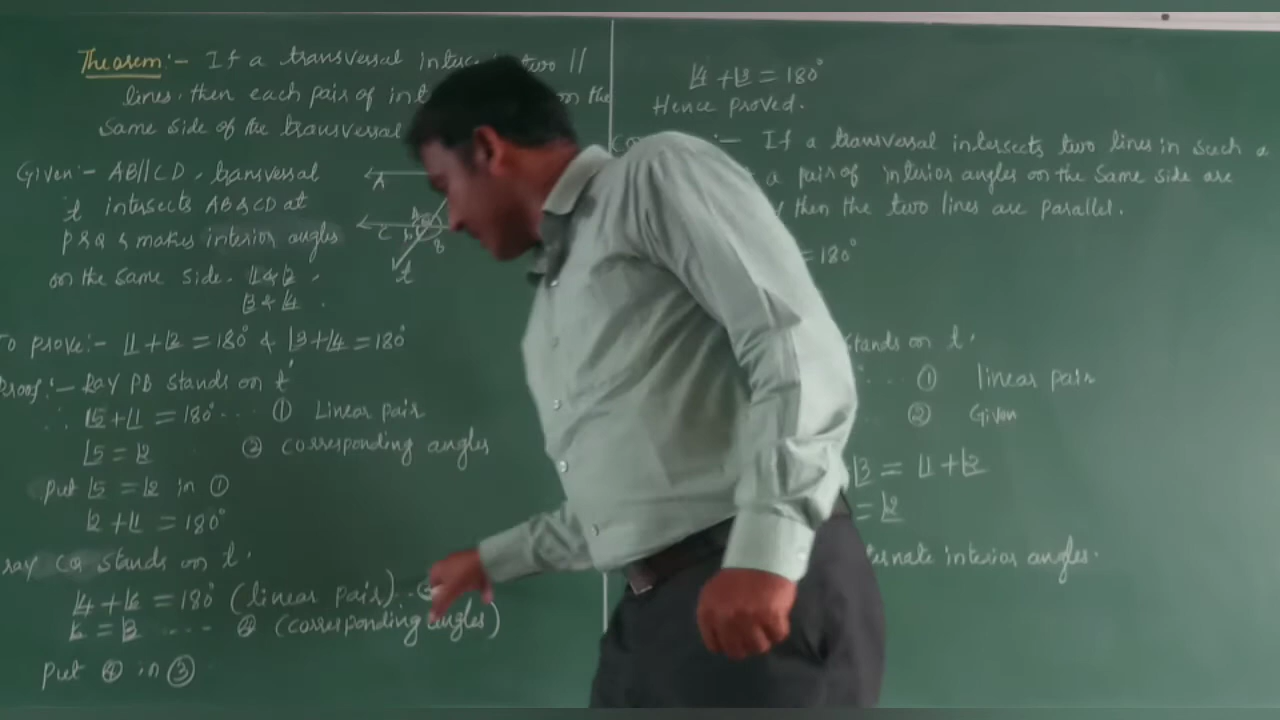 Theorem:- If a transversal two //
lines, then each pair of on the
same side of the transversal
Given:- AB//CD, transversal
t intersects AB & CD at
P & Q & makes interior angles
on the same side. ∠1 & ∠2,
∠3 & ∠4.
A
C
t
To prove:- ∠1 + ∠2 = 180° & ∠3 + ∠4 = 180°
Proof:- Ray PB stands on t
∴ ∠5 + ∠1 = 180° ... ① Linear pair
∠5 = ∠2 ② corresponding angles
Put ∠5 = ∠2 in ①
∠2 + ∠1 = 180°
ray CQ stands on t.
∠4 + ∠6 = 180° (linear pair)..
∠6 = ∠3 .... ④ (corresponding angles)
put ④ in ③
∠4 + ∠3 = 180°
Hence proved.
:- If a transversal intersects two lines in such a
a pair of interior angles on the same side are
then the two lines are parallel.
= 180°
stands on t.
① linear pair
② Given
∠3 = ∠1 + ∠2
= ∠2
interior angles.